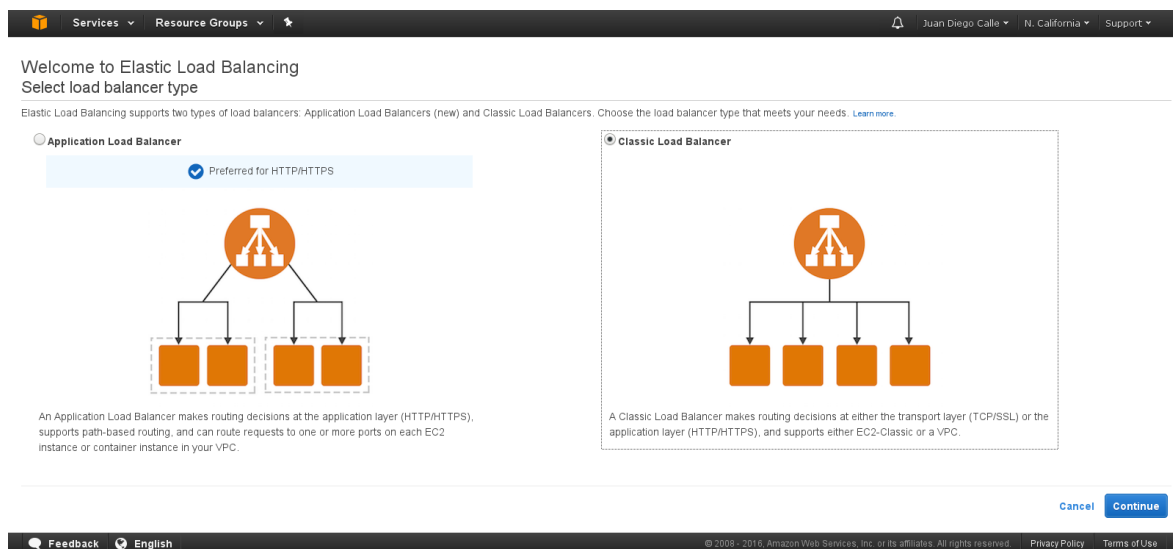 Services Resource Groups Juan Diego Calle N. California Support
Welcome to Elastic Load Balancing
Select load balancer type
Elastic Load Balancing supports two types of load balancers: Application Load Balancers (new) and Classic Load Balancers. Choose the load balancer type that meets your needs. Learn more.
Application Load Balancer
Preferred for HTTP/HTTPS
An Application Load Balancer makes routing decisions at the application layer (HTTP/HTTPS),
supports path-based routing, and can route requests to one or more ports on each EC2
instance or container instance in your VPC.
Classic Load Balancer
A Classic Load Balancer makes routing decisions at either the transport layer (TCP/SSL) or the
application layer (HTTP/HTTPS), and supports either EC2-Classic or a VPC.
Cancel Continue
Feedback English © 2008 - 2016, Amazon Web Services, Inc. or its affiliates. All rights reserved. Privacy Policy Terms of Use